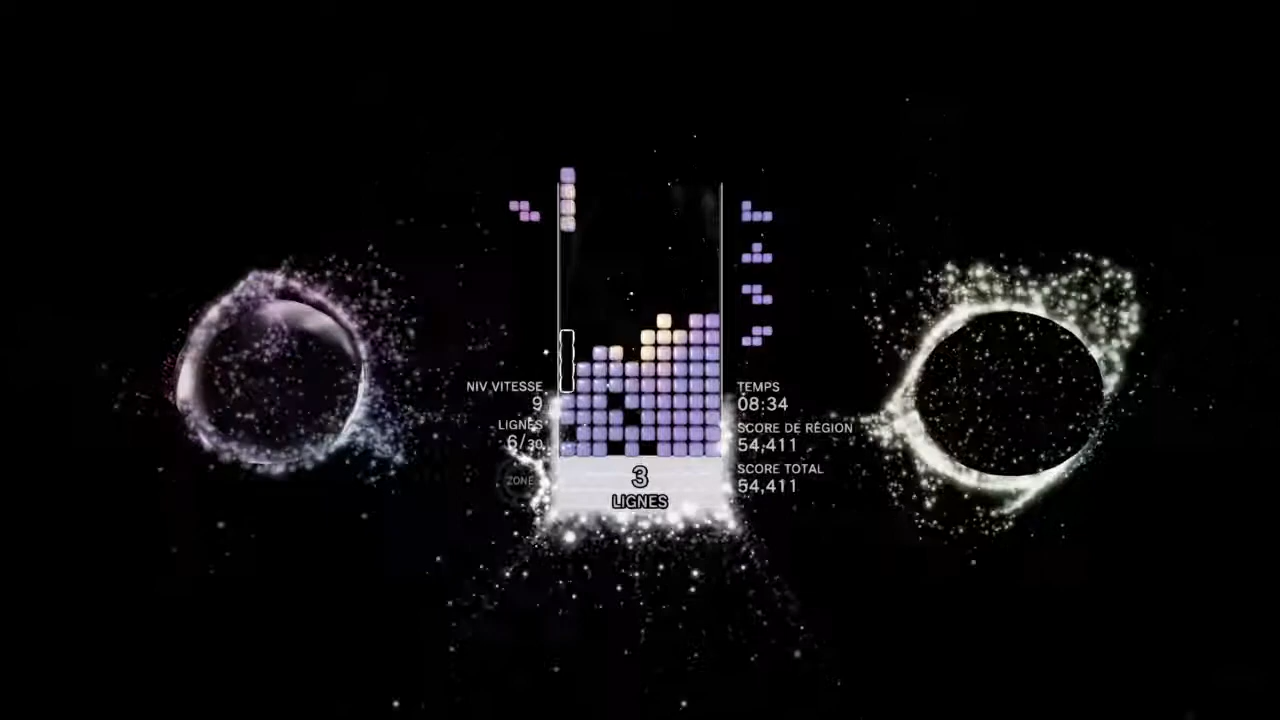 NIV VITESSE
9
LIGNES
6/30
ZONE
3
LIGNES
TEMPS
08:34
SCORE DE RÉGION
54,411
SCORE TOTAL
54,411